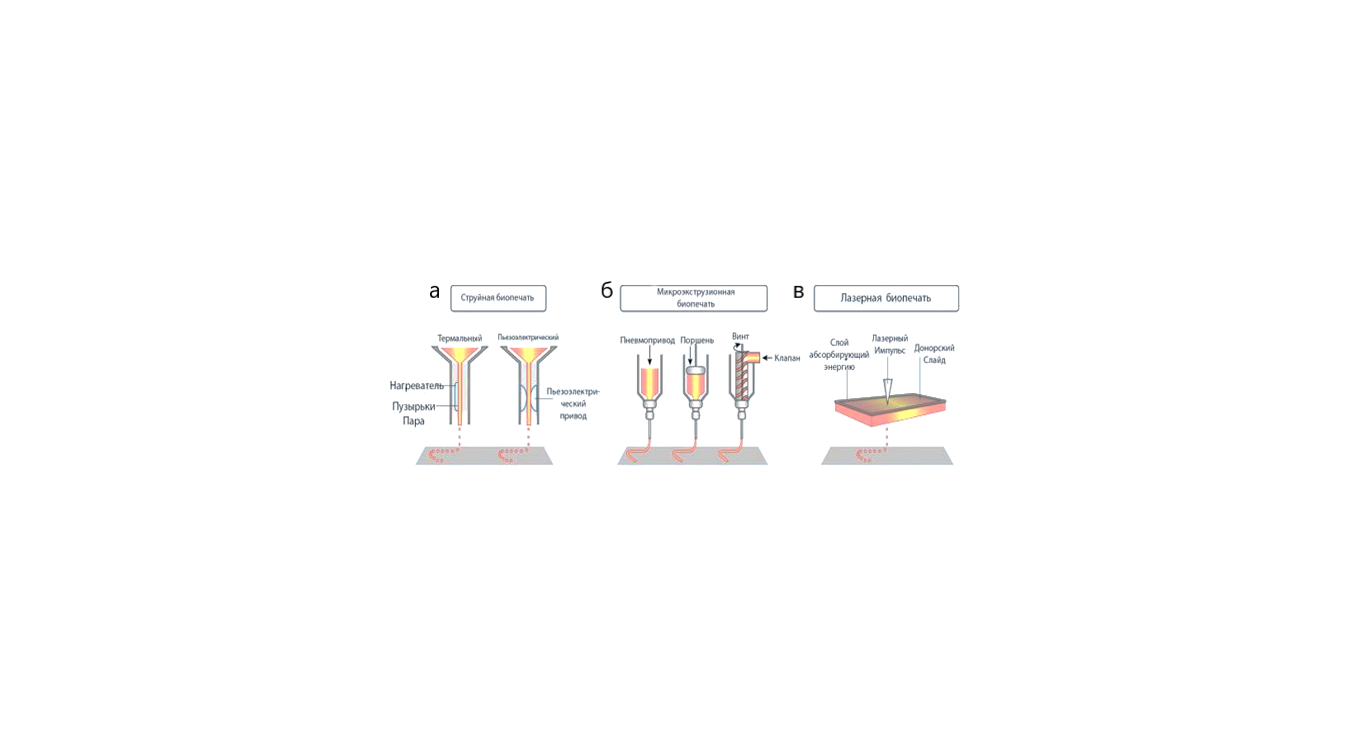 а
Струйная биопечать
Термальный
Пьезоэлектрический
Нагреватель
Пузырьки
Пара
Пьезоэлектри-
ческий
привод
б
Микроэкструзионная
биопечать
Пневмопривод
Поршень
Винт
Клапан
в
Лазерная биопечать
Слой
абсорбирующий
энергию
Лазерный
Импульс
Донорский
Слайд